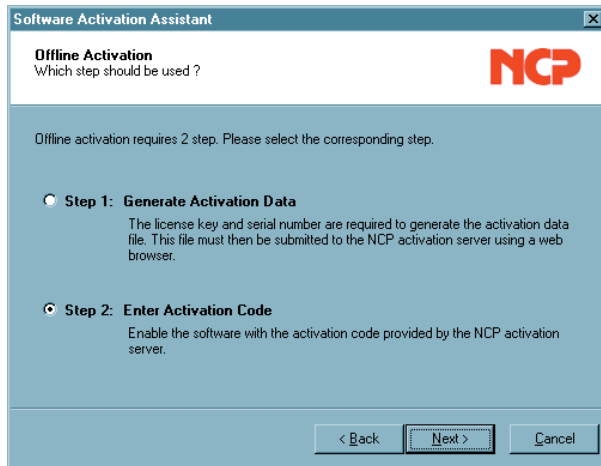 Software Activation Assistant
Offline Activation
Which step should be used ?
NCP
Offline activation requires 2 step. Please select the corresponding step.
Step 1: Generate Activation Data
The license key and serial number are required to generate the activation data
file. This file must then be submitted to the NCP activation server using a web
browser.
Step 2: Enter Activation Code
Enable the software with the activation code provided by the NCP activation
server.
< Back Next > Cancel